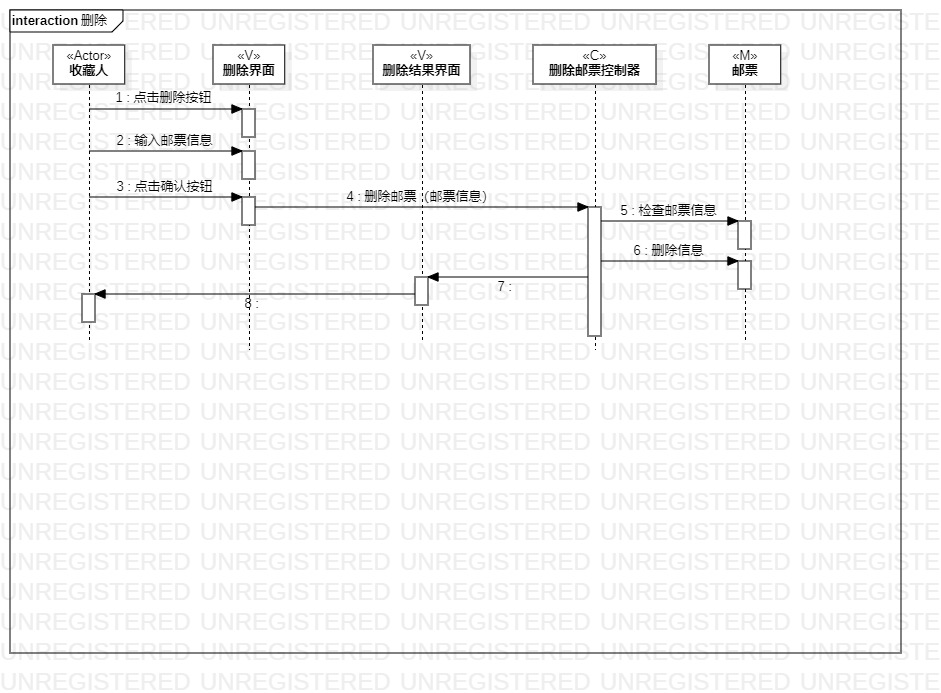 interaction 删除
«Actor»
收藏人
«V»
删除界面
«V»
删除结果界面
«C»
删除邮票控制器
«M»
邮票
1 : 点击删除按钮
2 : 输入邮票信息
3 : 点击确认按钮
4 : 删除邮票（邮票信息）
5 : 检查邮票信息
6 : 删除信息
7 :
8 :
UNREGISTERED UNREGISTERED UNREGISTERED UNREGISTERED UNREGISTERED